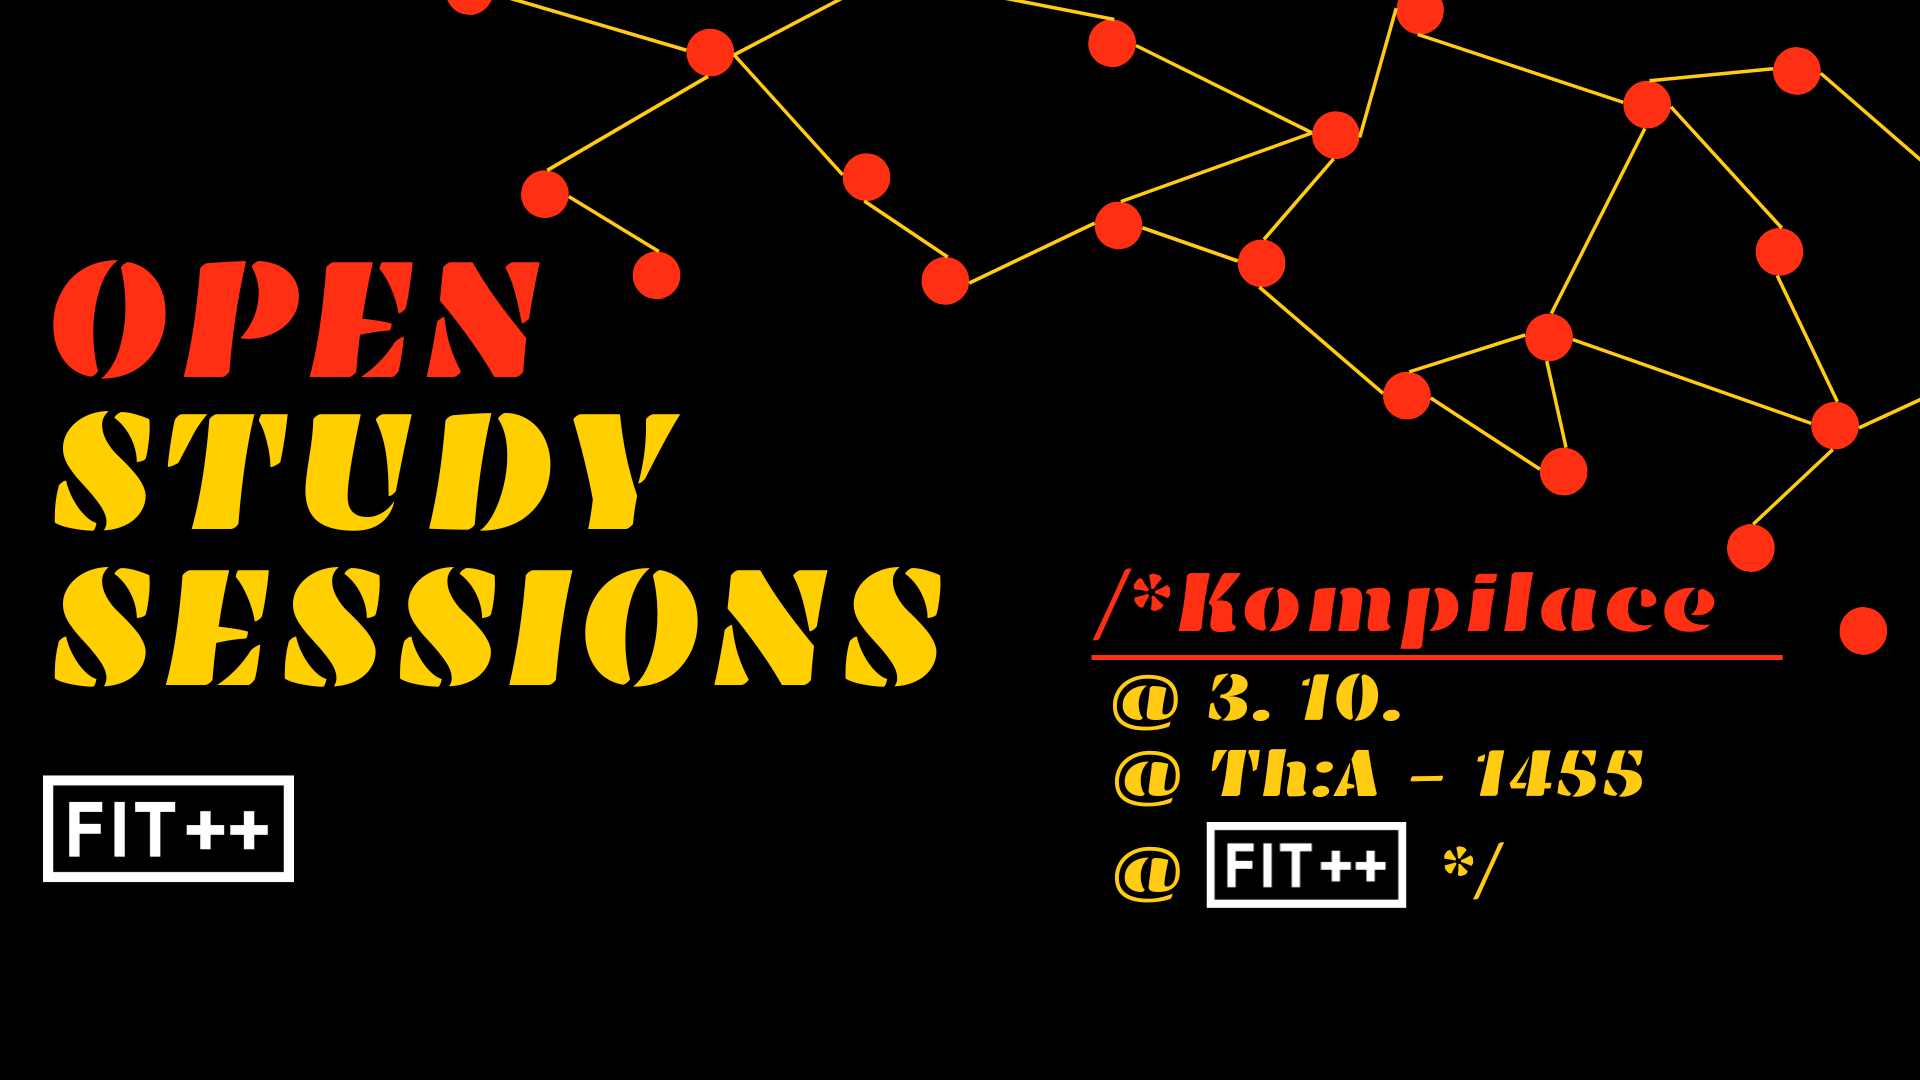 OPEN
STUDY
SESSIONS
FIT++
/*Kompilace
@ 3. 10.
@ Th:A – 1455
@ FIT++ */